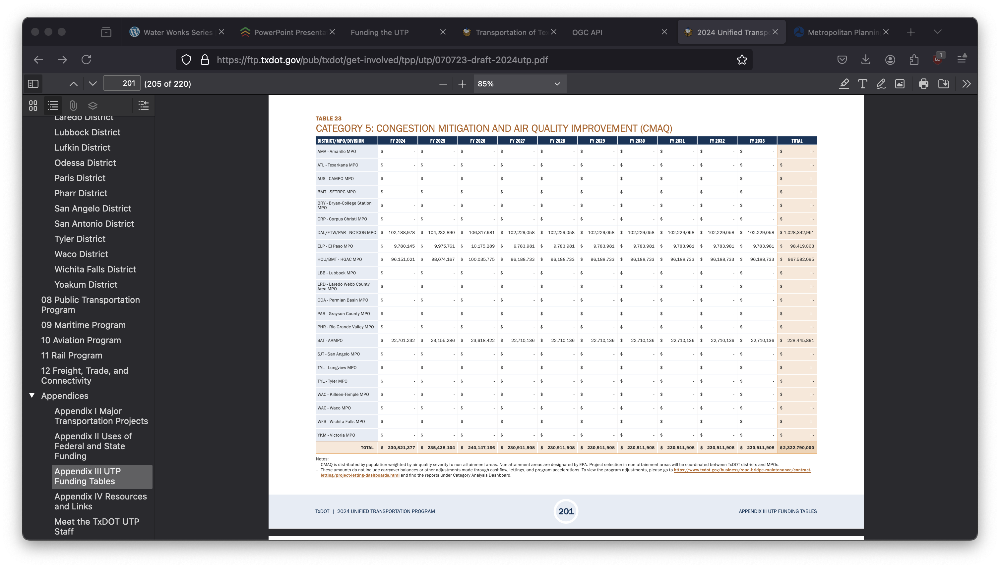 Water Wonks Series
PowerPoint Presenta
Funding the UTP
Transportation of Tex
OGC API
2024 Unified Transpo
Metropolitan Plannin
https://ftp.txdot.gov/pub/txdot/get-involved/tpp/utp/070723-draft-2024utp.pdf
1
201 (205 of 220)
85%
Laredo District
Lubbock District
Lufkin District
Odessa District
Paris District
Pharr District
San Angelo District
San Antonio District
Tyler District
Waco District
Wichita Falls District
Yoakum District
08 Public Transportation
Program
09 Maritime Program
10 Aviation Program
11 Rail Program
12 Freight, Trade, and
Connectivity
Appendices
Appendix I Major
Transportation Projects
Appendix II Uses of
Federal and State
Funding
Appendix III UTP
Funding Tables
Appendix IV Resources
and Links
Meet the TxDOT UTP
Staff
TABLE 23
CATEGORY 5: CONGESTION MITIGATION AND AIR QUALITY IMPROVEMENT (CMAQ)
DISTRICT/MPO/DIVISION FY 2024 FY 2025 FY 2026 FY 2027 FY 2028 FY 2029 FY 2030 FY 2031 FY 2032 FY 2033 TOTAL
AMA - Amarillo MPO $ - $ - $ - $ - $ - $ - $ - $ - $ - $ - $ -
ATL - Texarkana MPO $ - $ - $ - $ - $ - $ - $ - $ - $ - $ - $ -
AUS - CAMPO MPO $ - $ - $ - $ - $ - $ - $ - $ - $ - $ - $ -
BMT - SETRPC MPO $ - $ - $ - $ - $ - $ - $ - $ - $ - $ - $ -
BRY - Bryan-College Station
MPO $ - $ - $ - $ - $ - $ - $ - $ - $ - $ - $ -
CRP - Corpus Christi MPO $ - $ - $ - $ - $ - $ - $ - $ - $ - $ - $ -
DAL/FTW/PAR - NCTCOG MPO $ 102,188,978 $ 104,232,890 $ 106,317,681 $ 102,229,058 $ 102,229,058 $ 102,229,058 $ 102,229,058 $ 102,229,058 $ 102,229,058 $ 102,229,058 $ 1,028,342,951
ELP - El Paso MPO $ 9,780,145 $ 9,975,761 $ 10,175,289 $ 9,783,981 $ 9,783,981 $ 9,783,981 $ 9,783,981 $ 9,783,981 $ 9,783,981 $ 9,783,981 $ 98,419,063
HOU/BMT - HGAC MPO $ 96,151,021 $ 98,074,167 $ 100,035,775 $ 96,188,733 $ 96,188,733 $ 96,188,733 $ 96,188,733 $ 96,188,733 $ 96,188,733 $ 96,188,733 $ 967,582,095
LBB - Lubbock MPO $ - $ - $ - $ - $ - $ - $ - $ - $ - $ - $ -
LRD - Laredo Webb County
Area MPO $ - $ - $ - $ - $ - $ - $ - $ - $ - $ - $ -
ODA - Permian Basin MPO $ - $ - $ - $ - $ - $ - $ - $ - $ - $ - $ -
PAR - Grayson County MPO $ - $ - $ - $ - $ - $ - $ - $ - $ - $ - $ -
PHR - Rio Grande Valley MPO $ - $ - $ - $ - $ - $ - $ - $ - $ - $ - $ -
SAT - AAMPO $ 22,701,232 $ 23,155,286 $ 23,618,422 $ 22,710,136 $ 22,710,136 $ 22,710,136 $ 22,710,136 $ 22,710,136 $ 22,710,136 $ 22,710,136 $ 228,445,891
SJT - San Angelo MPO $ - $ - $ - $ - $ - $ - $ - $ - $ - $ - $ -
TYL - Longview MPO $ - $ - $ - $ - $ - $ - $ - $ - $ - $ - $ -
TYL - Tyler MPO $ - $ - $ - $ - $ - $ - $ - $ - $ - $ - $ -
WAC - Killeen-Temple MPO $ - $ - $ - $ - $ - $ - $ - $ - $ - $ - $ -
WAC - Waco MPO $ - $ - $ - $ - $ - $ - $ - $ - $ - $ - $ -
WFS - Wichita Falls MPO $ - $ - $ - $ - $ - $ - $ - $ - $ - $ - $ -
YKM - Victoria MPO $ - $ - $ - $ - $ - $ - $ - $ - $ - $ - $ -
TOTAL $ 230,821,377 $ 235,438,104 $ 240,147,166 $ 230,911,908 $ 230,911,908 $ 230,911,908 $ 230,911,908 $ 230,911,908 $ 230,911,908 $ 230,911,908 $2,322,790,000
Notes:
– CMAQ is distributed by population weighted by air quality severity to non-attainment areas. Non attainment areas are designated by EPA. Project selection in non-attainment areas will be coordinated between TxDOT districts and MPOs.
– These amounts do not include carryover balances or other adjustments made through cashflow, lettings, and program accelerations. To view the program adjustments, please go to https://www.txdot.gov/business/road-bridge-maintenance/contract-
letting/project-letting-dashboards.html and find the reports under Category Analysis Dashboard.
TxDOT | 2024 UNIFIED TRANSPORTATION PROGRAM
201
APPENDIX III UTP FUNDING TABLES